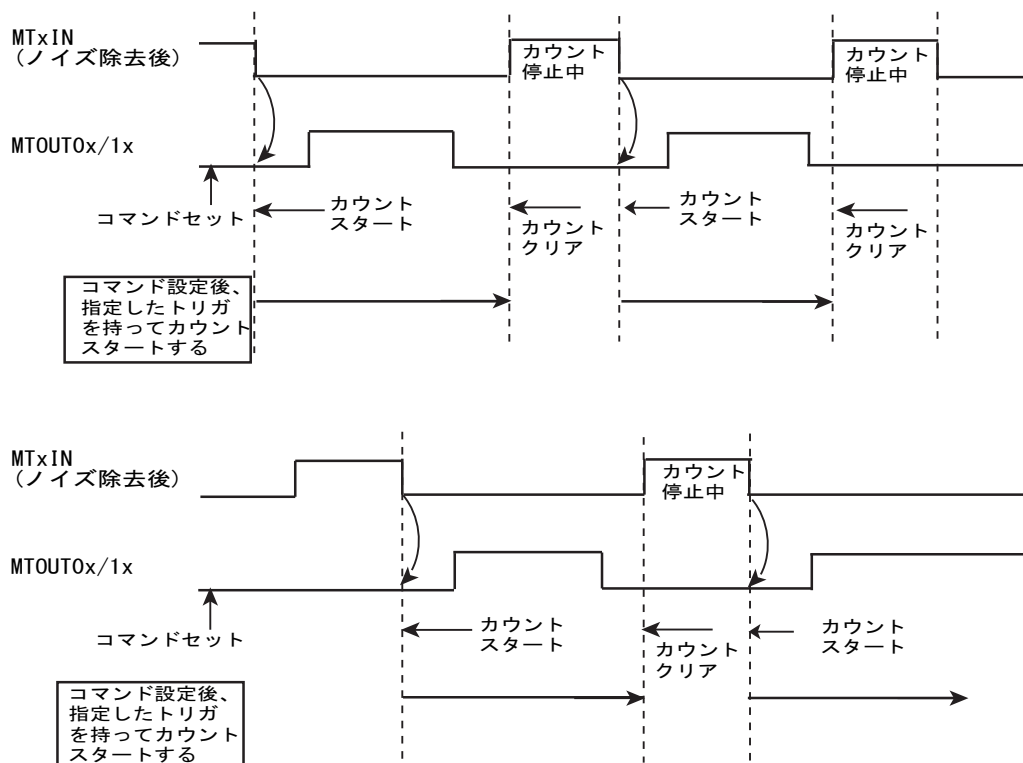 MTxIN
(ノイズ除去後)
カウント
停止中
カウント
停止中
MTOUT0x/1x
コマンドセット
カウント
スタート
カウント
クリア
カウント
スタート
カウント
クリア
コマンド設定後、
指定したトリガ
を持ってカウント
スタートする
MTxIN
(ノイズ除去後)
カウント
停止中
MTOUT0x/1x
コマンドセット
カウント
スタート
カウント
クリア
カウント
スタート
コマンド設定後、
指定したトリガ
を持ってカウント
スタートする